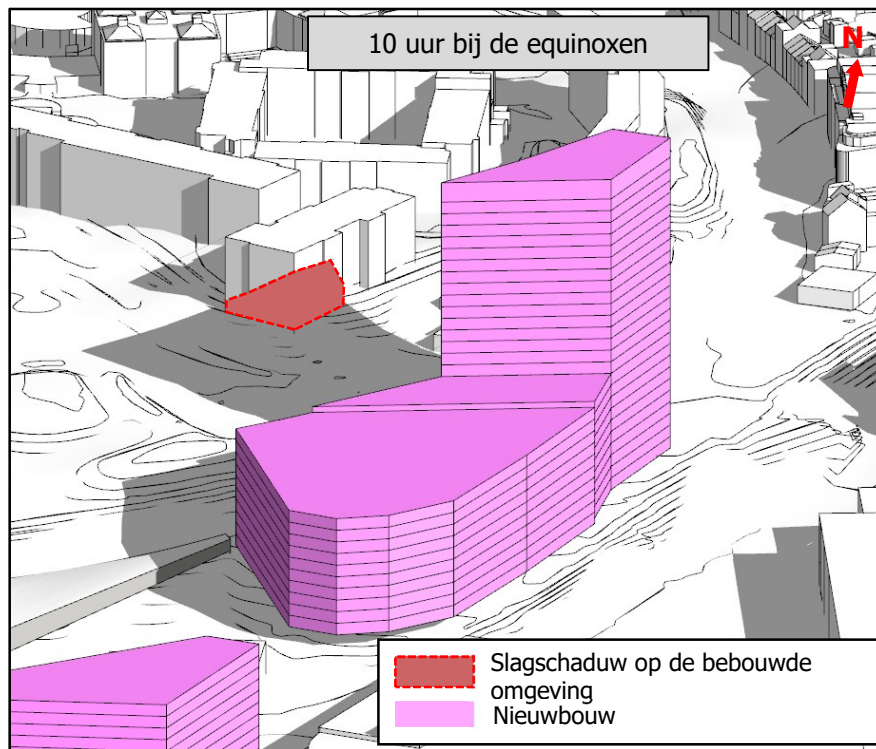 10 uur bij de equinoxen
N
Slagschaduw op de bebouwde
omgeving
Nieuwbouw